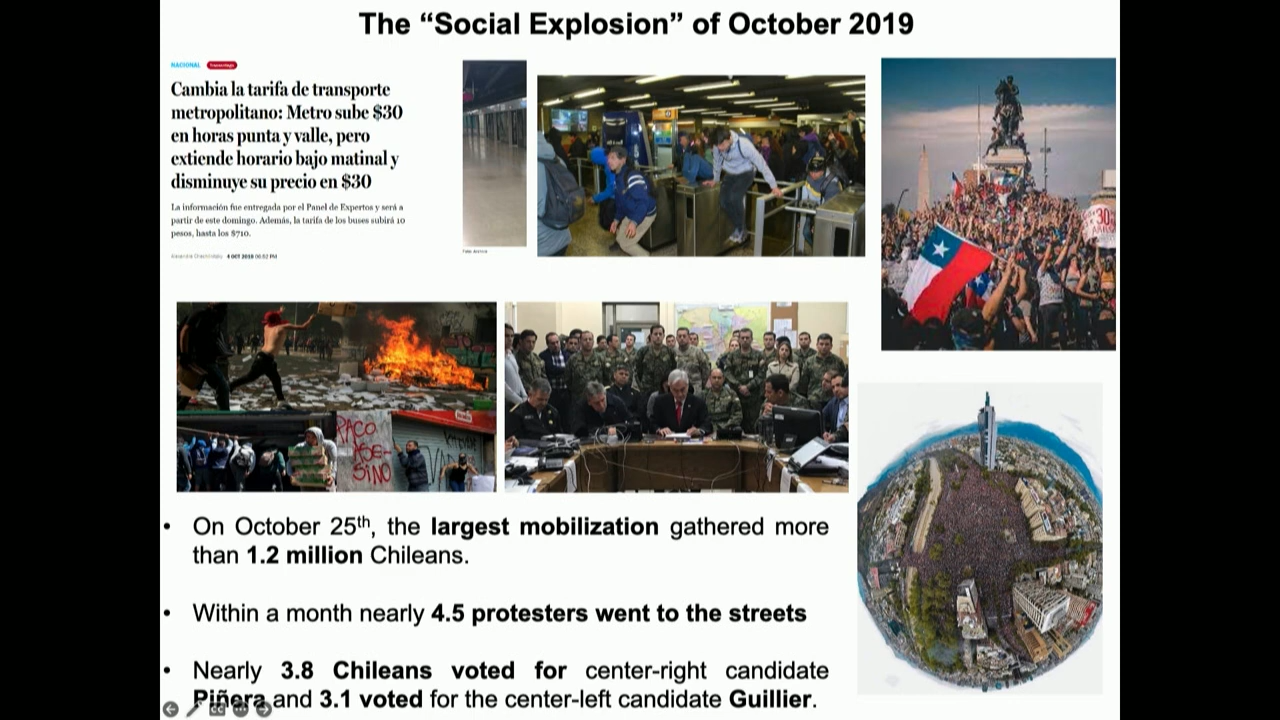 The “Social Explosion” of October 2019
NACIONAL
Cambia la tarifa de transporte
metropolitano: Metro sube $30
en horas punta y valle, pero
extiende horario bajo matinal y
disminuye su precio en $30
La información fue entregada por el Panel de Expertos y será a
partir de este domingo. Además, la tarifa de los buses subirá 10
pesos, hasta los $710.
4 OCT 2019 06:52 PM
30
PACO
ASE-
SINO
• On October 25th, the largest mobilization gathered more
than 1.2 million Chileans.
• Within a month nearly 4.5 protesters went to the streets
• Nearly 3.8 Chileans voted for center-right candidate
Piñera and 3.1 voted for the center-left candidate Guillier.